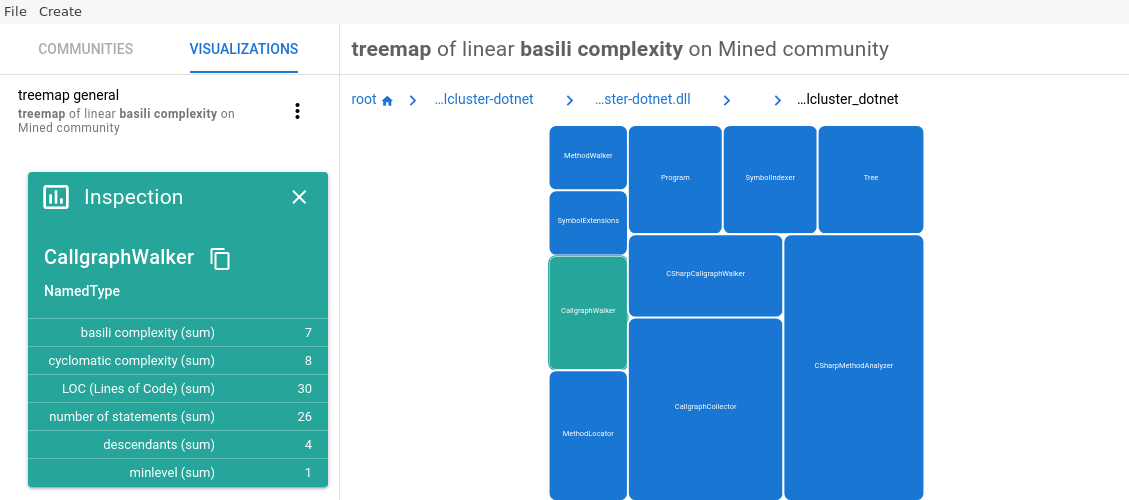 File Create
COMMUNITIES VISUALIZATIONS
treemap general
treemap of linear basili complexity on
Mined community
Inspection
CallgraphWalker
NamedType
basili complexity (sum) 7
cyclomatic complexity (sum) 8
LOC (Lines of Code) (sum) 30
number of statements (sum) 26
descendants (sum) 4
minlevel (sum) 1
treemap of linear basili complexity on Mined community
root …lcluster-dotnet …ster-dotnet.dll …lcluster_dotnet
MethodWalker
Program
SymbolIndexer
Tree
SymbolExtensions
CSharpCallgraphWalker
CallgraphWalker
CSharpMethodAnalyzer
CallgraphCollector
MethodLocator